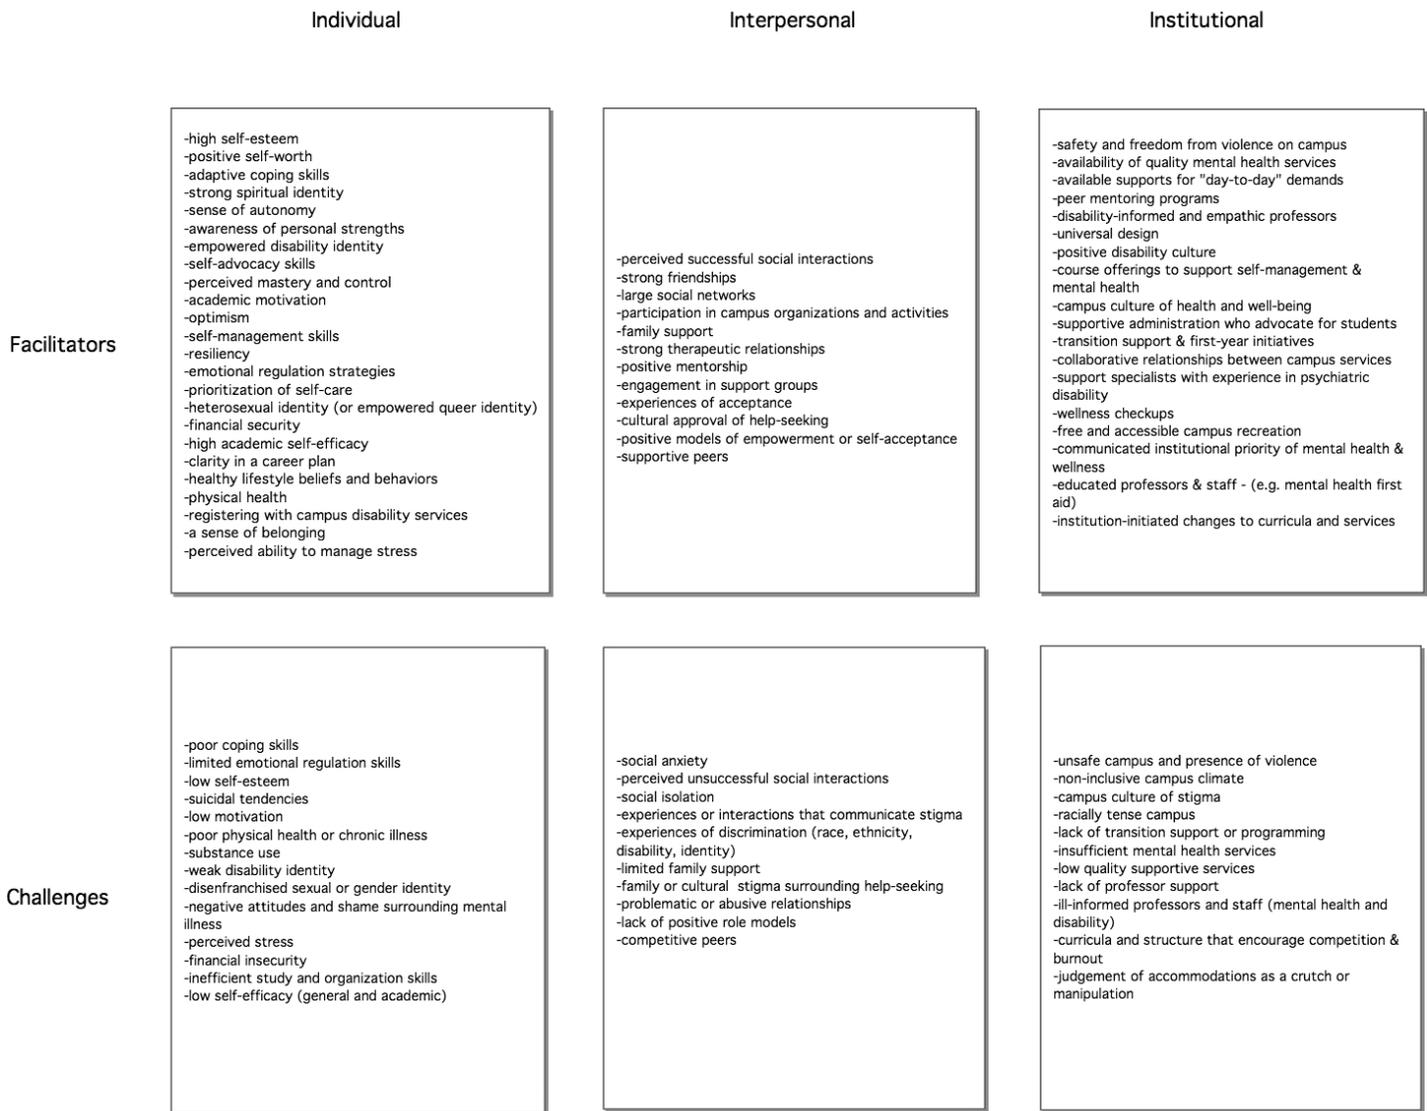 Individual
Interpersonal
Institutional
Facilitators
-high self-esteem
-positive self-worth
-adaptive coping skills
-strong spiritual identity
-sense of autonomy
-awareness of personal strengths
-empowered disability identity
-self-advocacy skills
-perceived mastery and control
-academic motivation
-optimism
-self-management skills
-resiliency
-emotional regulation strategies
-prioritization of self-care
-heterosexual identity (or empowered queer identity)
-financial security
-high academic self-efficacy
-clarity in a career plan
-healthy lifestyle beliefs and behaviors
-physical health
-registering with campus disability services
-a sense of belonging
-perceived ability to manage stress
-perceived successful social interactions
-strong friendships
-large social networks
-participation in campus organizations and activities
-family support
-strong therapeutic relationships
-positive mentorship
-engagement in support groups
-experiences of acceptance
-cultural approval of help-seeking
-positive models of empowerment or self-acceptance
-supportive peers
-safety and freedom from violence on campus
-availability of quality mental health services
-available supports for "day-to-day" demands
-peer mentoring programs
-disability-informed and empathic professors
-universal design
-positive disability culture
-course offerings to support self-management &
mental health
-campus culture of health and well-being
-supportive administration who advocate for students
-transition support & first-year initiatives
-collaborative relationships between campus services
-support specialists with experience in psychiatric
disability
-wellness checkups
-free and accessible campus recreation
-communicated institutional priority of mental health &
wellness
-educated professors & staff - (e.g. mental health first
aid)
-institution-initiated changes to curricula and services
Challenges
-poor coping skills
-limited emotional regulation skills
-low self-esteem
-suicidal tendencies
-low motivation
-poor physical health or chronic illness
-substance use
-weak disability identity
-disenfranchised sexual or gender identity
-negative attitudes and shame surrounding mental
illness
-perceived stress
-financial insecurity
-inefficient study and organization skills
-low self-efficacy (general and academic)
-social anxiety
-perceived unsuccessful social interactions
-social isolation
-experiences or interactions that communicate stigma
-experiences of discrimination (race, ethnicity,
disability, identity)
-limited family support
-family or cultural  stigma surrounding help-seeking
-problematic or abusive relationships
-lack of positive role models
-competitive peers
-unsafe campus and presence of violence
-non-inclusive campus climate
-campus culture of stigma
-racially tense campus
-lack of transition support or programming
-insufficient mental health services
-low quality supportive services
-lack of professor support
-ill-informed professors and staff (mental health and
disability)
-curricula and structure that encourage competition &
burnout
-judgement of accommodations as a crutch or
manipulation